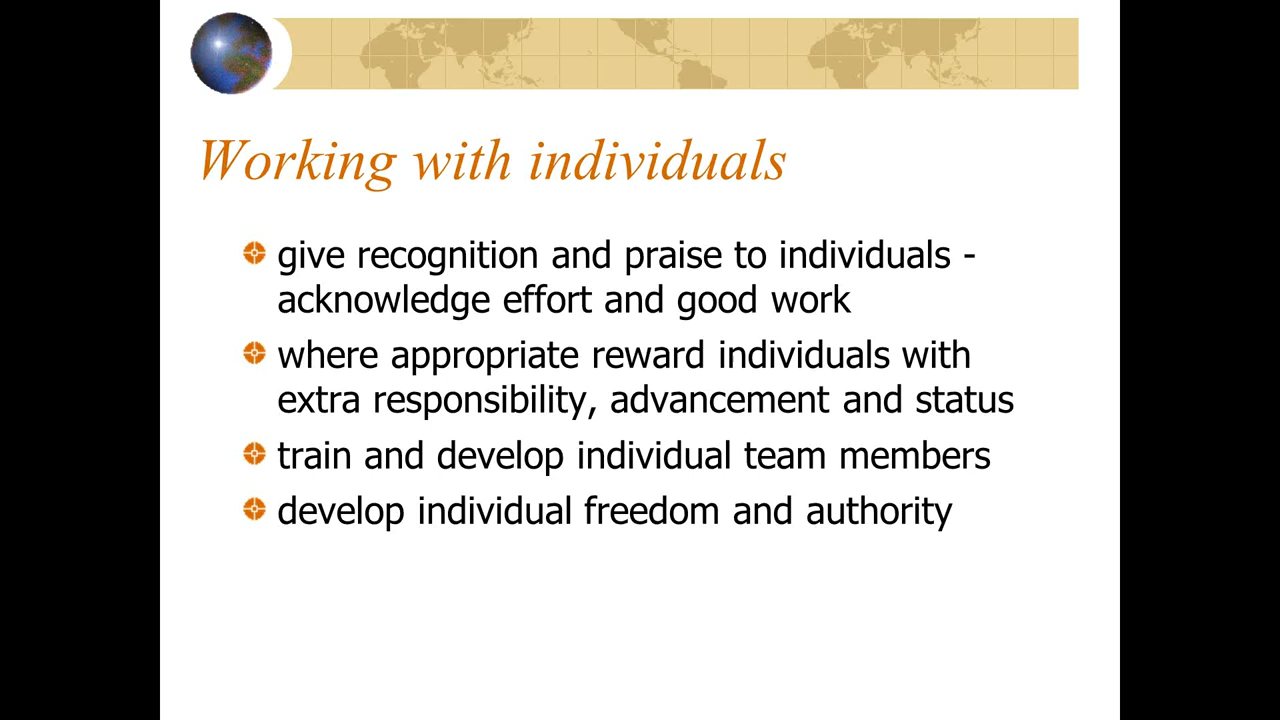 Working with individuals
give recognition and praise to individuals -
acknowledge effort and good work
where appropriate reward individuals with
extra responsibility, advancement and status
train and develop individual team members
develop individual freedom and authority